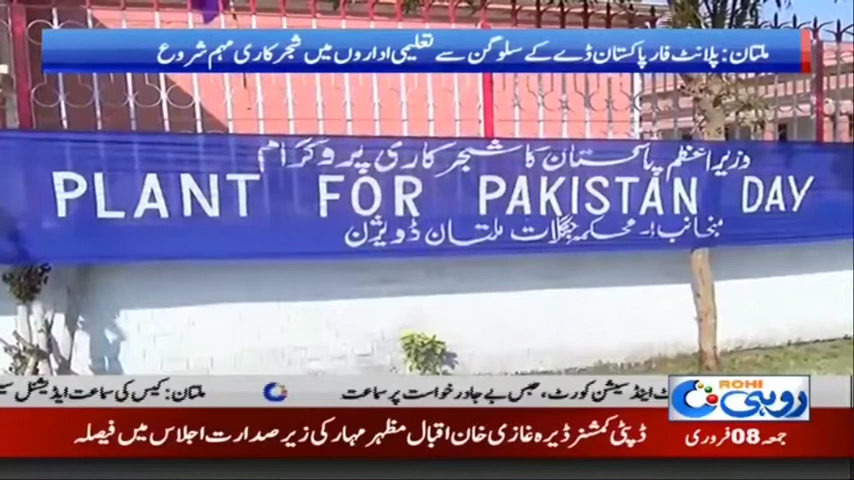 ملتان: پلانٹ فار پاکستان ڈے کے سلوگن سے تعلیمی اداروں میں شجرکاری مہم شروع
وزیراعظم پاکستان کا شجرکاری پروگرام
PLANT FOR PAKISTAN DAY
منجانب:۔ محکمہ جنگلات ملتان ڈویژن
ٹ اینڈ سیشن کورٹ، حبس بے جا درخواست پر سماعت
ملتان: کیس کی سماعت ایڈیشنل
ROHI
روہی
ڈپٹی کمشنر ڈیرہ غازی خان اقبال مظہر مہار کی زیر صدارت اجلاس میں فیصلہ
جمعہ 08 فروری